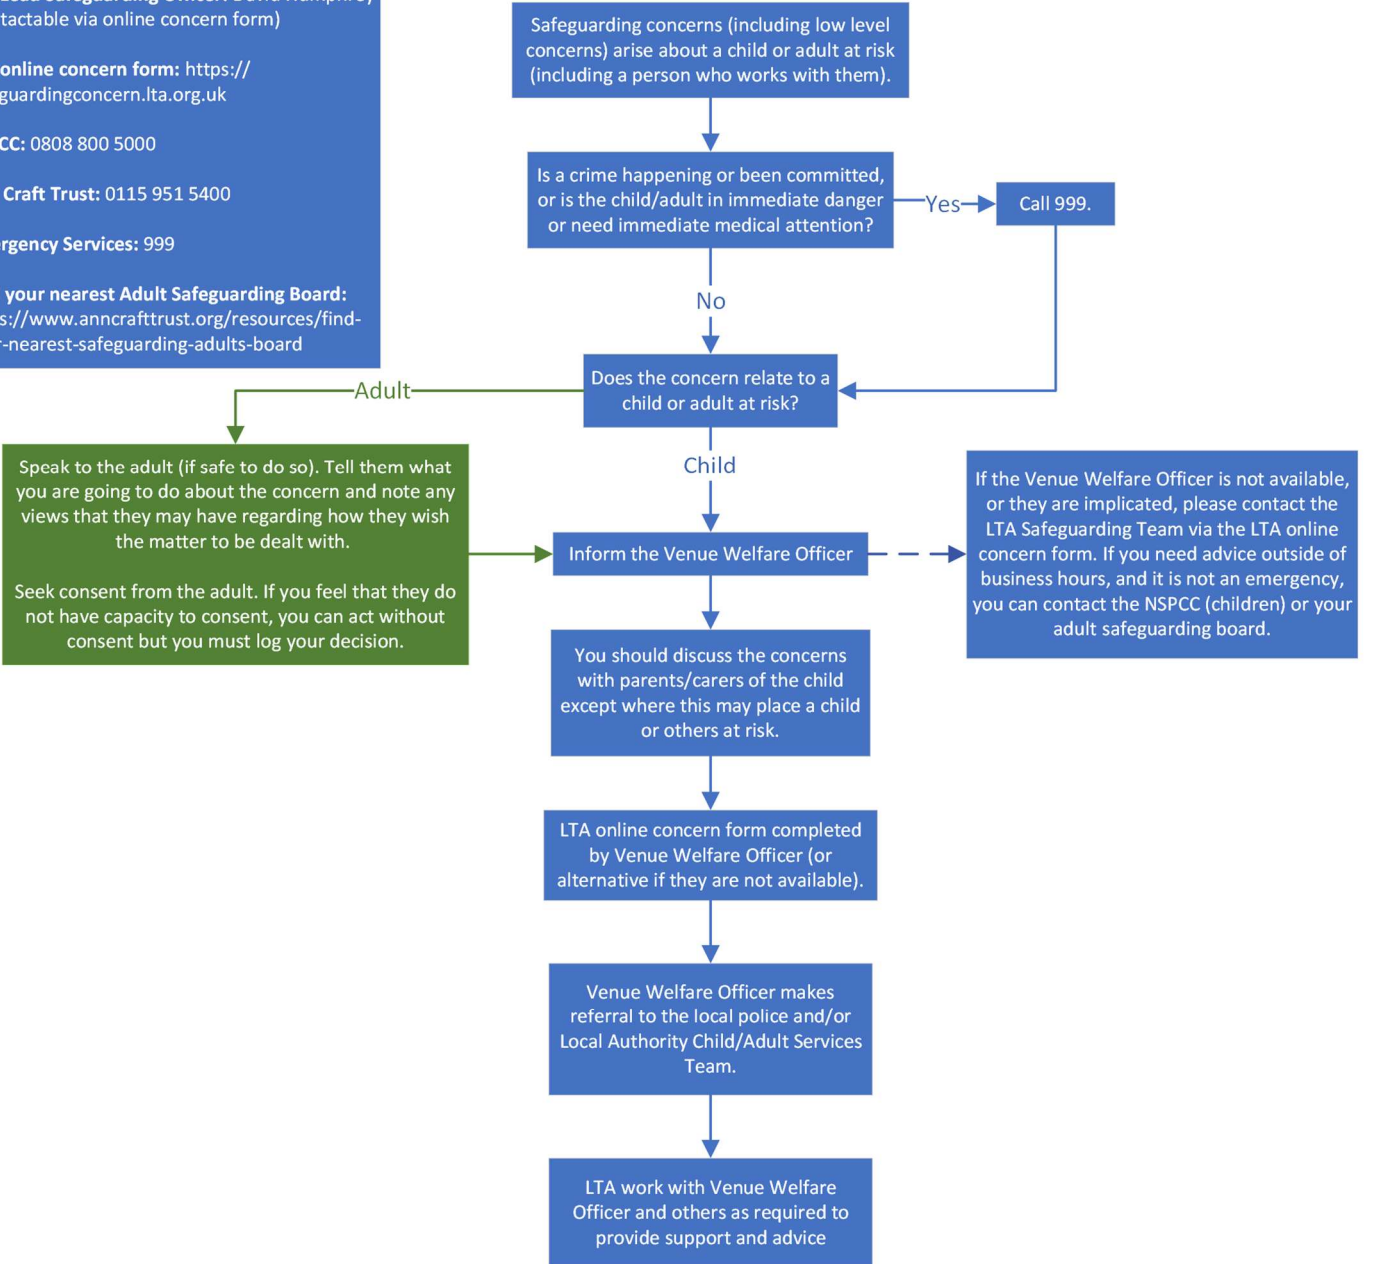 tactable via online concern form)
online concern form: https://
guardingconcern.lta.org.uk
CC: 0808 800 5000
Craft Trust: 0115 951 5400
ergency Services: 999
your nearest Adult Safeguarding Board:
s://www.anncrafttrust.org/resources/find-
r-nearest-safeguarding-adults-board
Safeguarding concerns (including low level
concerns) arise about a child or adult at risk
(including a person who works with them).
Is a crime happening or been committed,
or is the child/adult in immediate danger
or need immediate medical attention?
Yes
Call 999.
No
Does the concern relate to a
child or adult at risk?
Adult
Child
Speak to the adult (if safe to do so). Tell them what
you are going to do about the concern and note any
views that they may have regarding how they wish
the matter to be dealt with.
Seek consent from the adult. If you feel that they do
not have capacity to consent, you can act without
consent but you must log your decision.
Inform the Venue Welfare Officer
If the Venue Welfare Officer is not available,
or they are implicated, please contact the
LTA Safeguarding Team via the LTA online
concern form. If you need advice outside of
business hours, and it is not an emergency,
you can contact the NSPCC (children) or your
adult safeguarding board.
You should discuss the concerns
with parents/carers of the child
except where this may place a child
or others at risk.
LTA online concern form completed
by Venue Welfare Officer (or
alternative if they are not available).
Venue Welfare Officer makes
referral to the local police and/or
Local Authority Child/Adult Services
Team.
LTA work with Venue Welfare
Officer and others as required to
provide support and advice